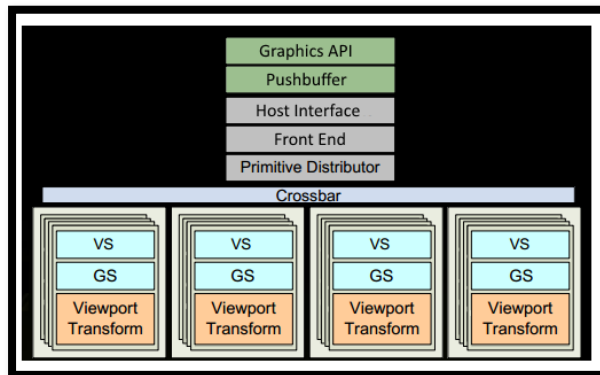 Graphics API
Pushbuffer
Host Interface
Front End
Primitive Distributor
Crossbar
VS
GS
Viewport
Transform
VS
GS
Viewport
Transform
VS
GS
Viewport
Transform
VS
GS
Viewport
Transform